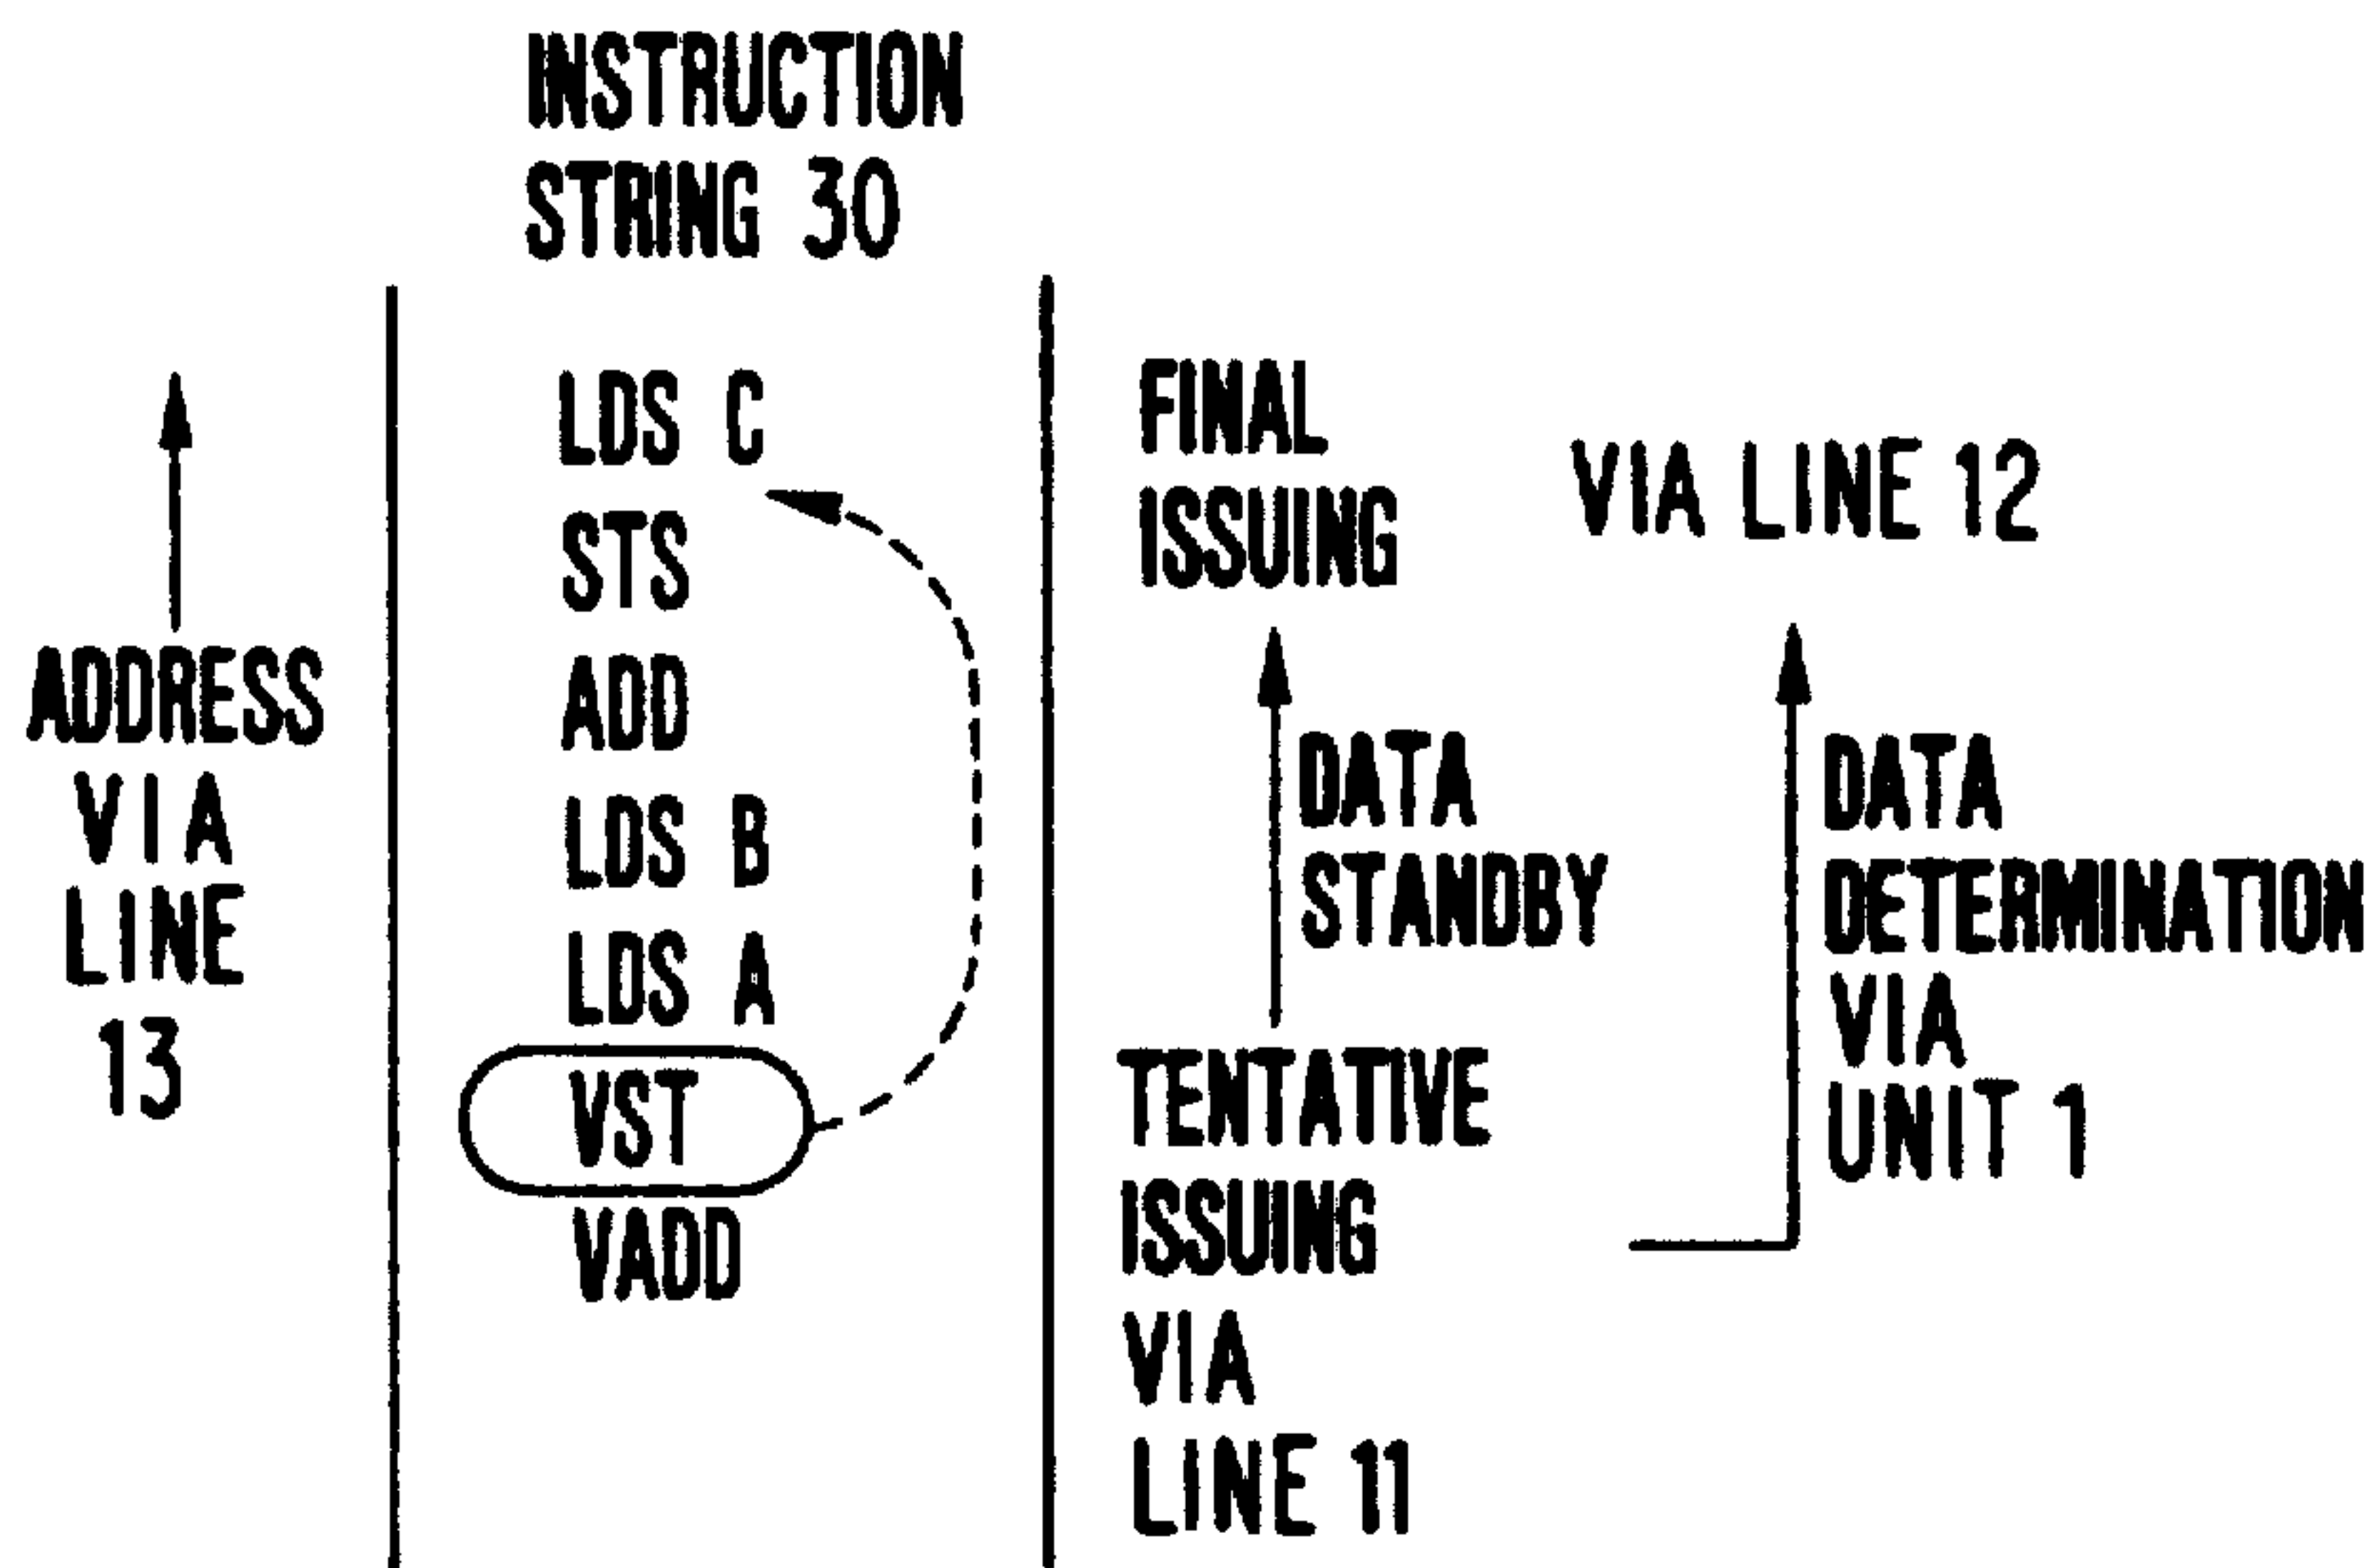 INSTRUCTION
STRING 30
ADDRESS
VIA
LINE
13
LDS C
STS
ADD
LDS B
LDS A
VST
VADD
FINAL
ISSUING
VIA LINE 12
DATA
STANDBY
DATA
DETERMINATION
VIA
UNIT 1
TENTATIVE
ISSUING
VIA
LINE 11